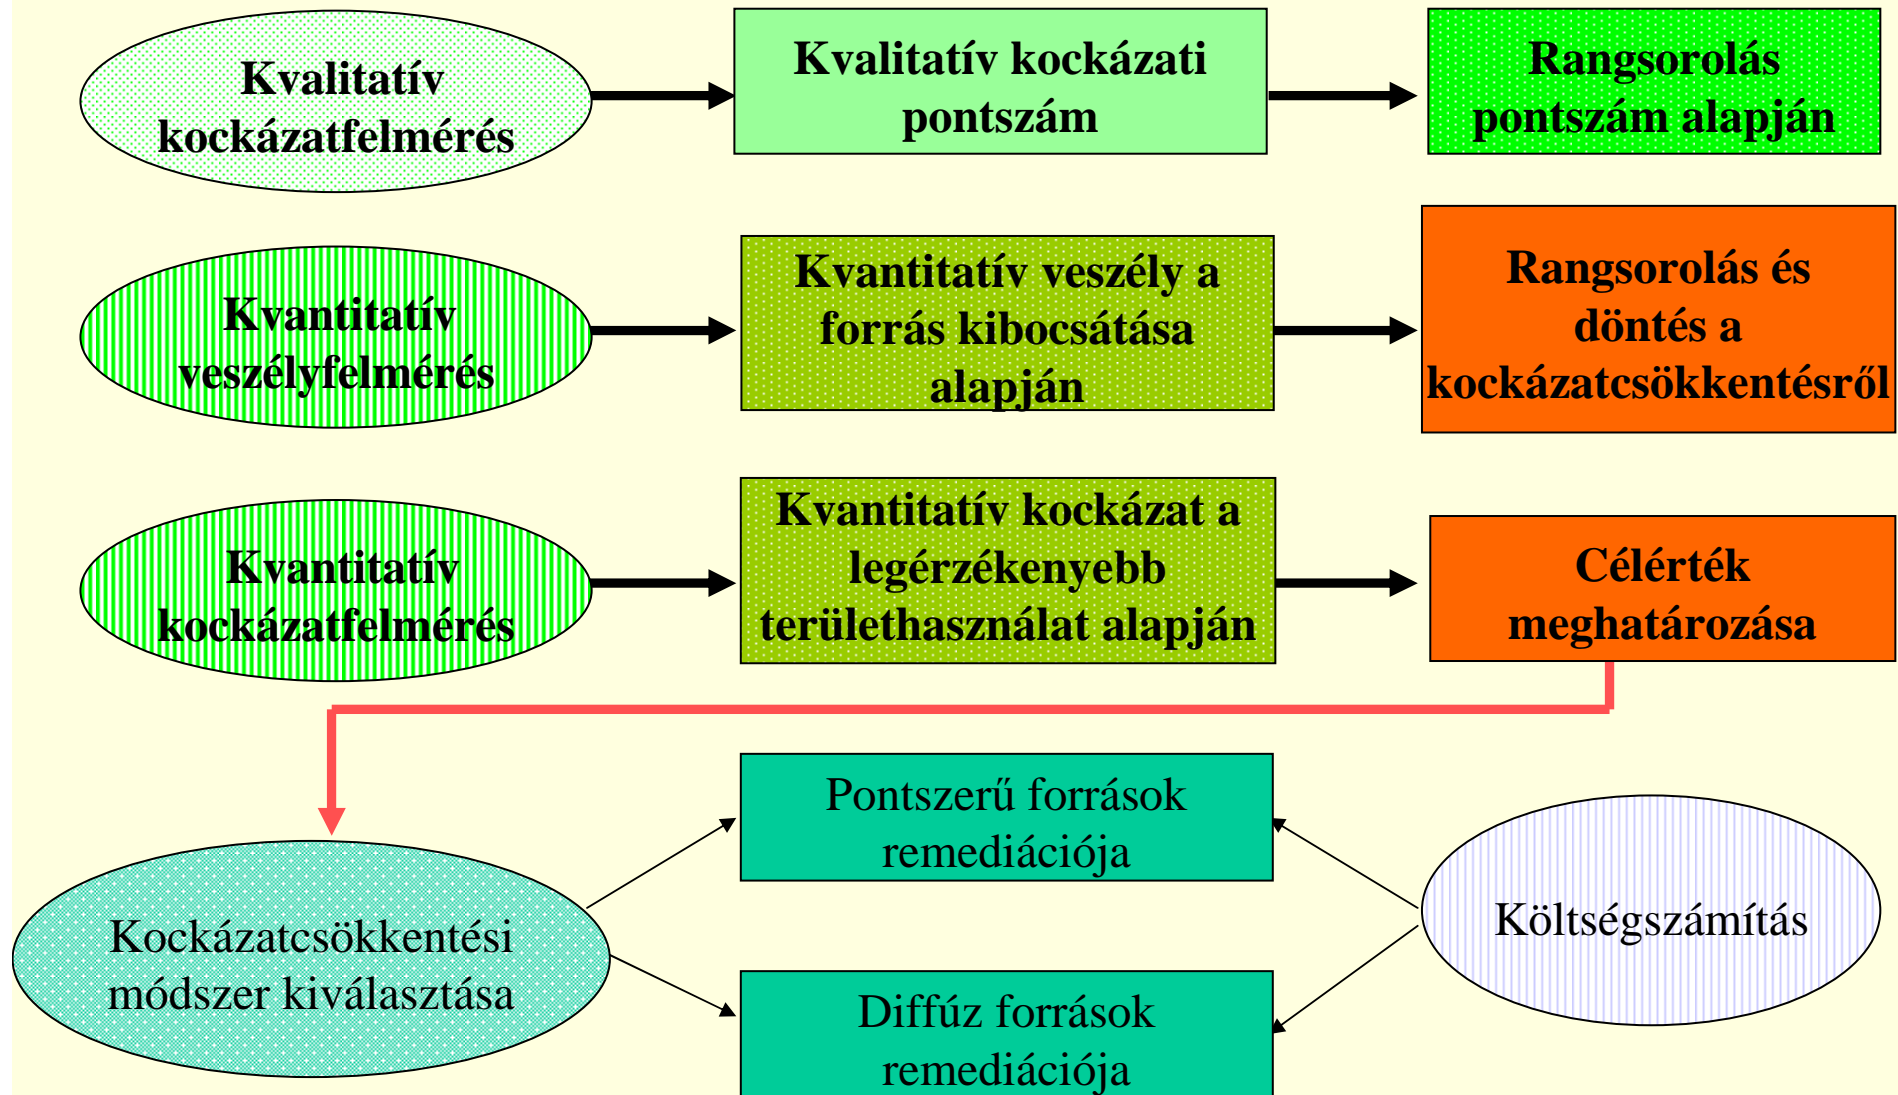 Kvalitatív
kockázatfelmérés
Kvalitatív kockázati
pontszám
Rangsorolás
pontszám alapján
Kvantitatív
veszélyfelmérés
Kvantitatív veszély a
forrás kibocsátása
alapján
Rangsorolás és
döntés a
kockázatcsökkentésről
Kvantitatív
kockázatfelmérés
Kvantitatív kockázat a
legérzékenyebb
területhasználat alapján
Célérték
meghatározása
Kockázatcsökkentési
módszer kiválasztása
Pontszerű források
remediációja
Diffúz források
remediációja
Költségszámítás